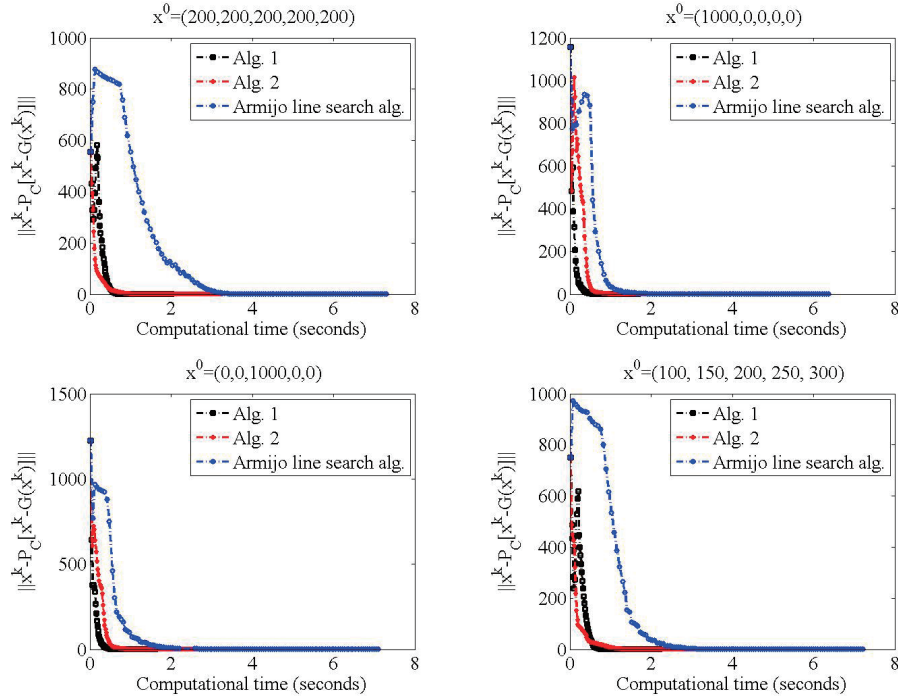 x^0=(200,200,200,200,200)
1000
800
600
400
200
0
||x^k-P_C[x^k-G(x^k)]||
Alg. 1
Alg. 2
Armijo line search alg.
0 2 4 6 8
Computational time (seconds)
x^0=(1000,0,0,0,0)
1200
1000
800
600
400
200
0
||x^k-P_C[x^k-G(x^k)]||
Alg. 1
Alg. 2
Armijo line search alg.
0 2 4 6 8
Computational time (seconds)
x^0=(0,0,1000,0,0)
1500
1000
500
0
||x^k-P_C[x^k-G(x^k)]||
Alg. 1
Alg. 2
Armijo line search alg.
0 2 4 6 8
Computational time (seconds)
x^0=(100, 150, 200, 250, 300)
1000
800
600
400
200
0
||x^k-P_C[x^k-G(x^k)]||
Alg. 1
Alg. 2
Armijo line search alg.
0 2 4 6 8
Computational time (seconds)